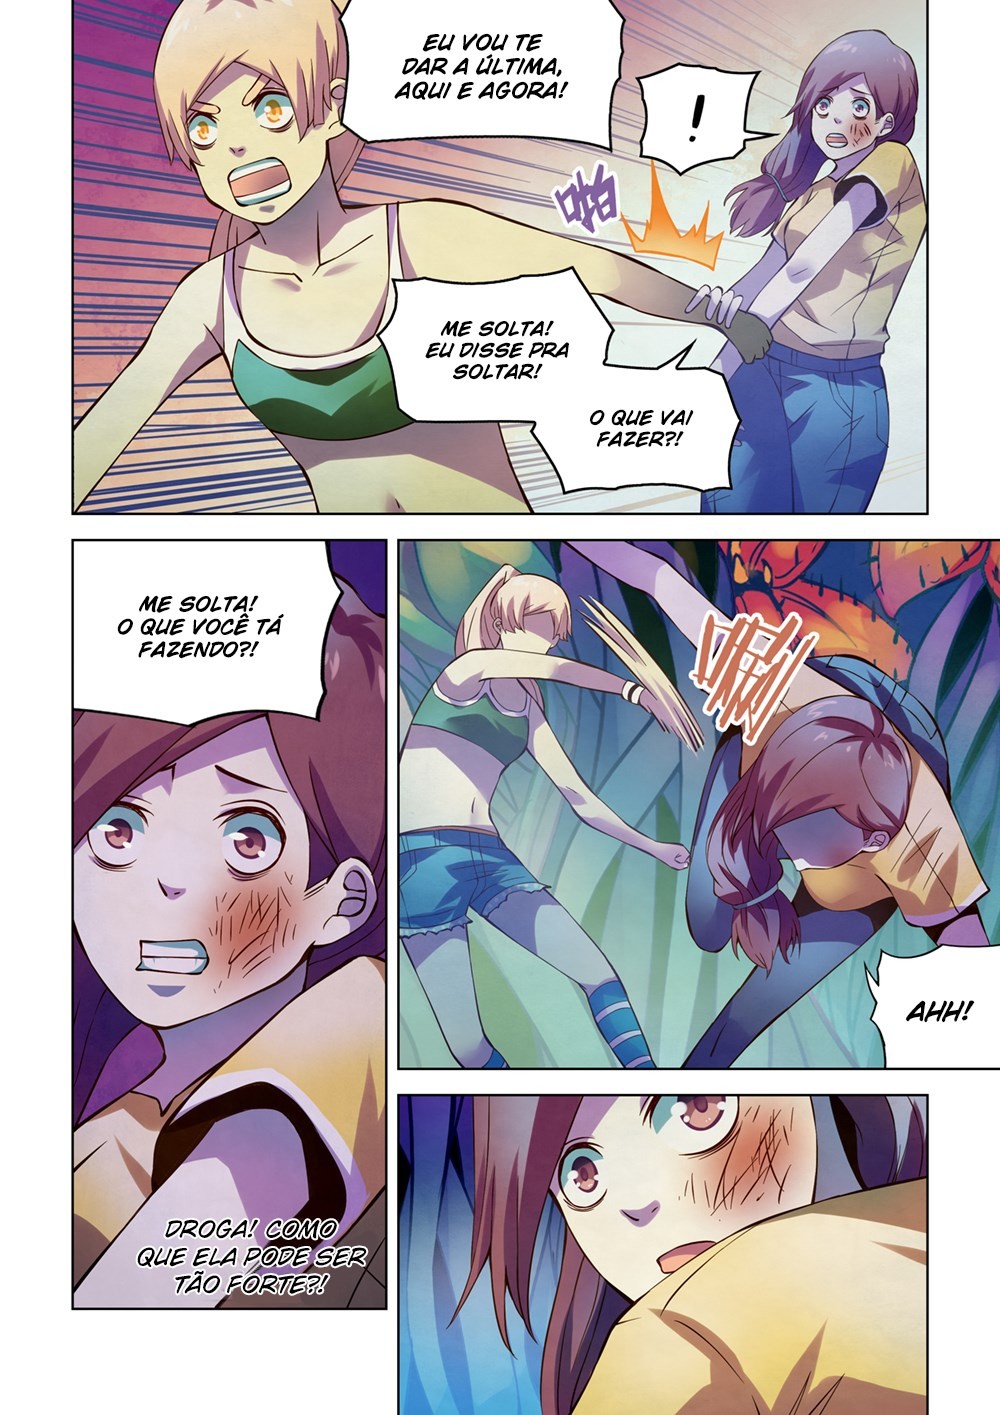 EU VOU TE
DAR A ÚLTIMA,
AQUI E AGORA!
!
啪
ME SOLTA!
EU DISSE PRA
SOLTAR!
O QUE VAI
FAZER?!
ME SOLTA!
O QUE VOCÊ TÁ
FAZENDO?!
AHH!
DROGA! COMO
QUE ELA PODE SER
TÃO FORTE?!